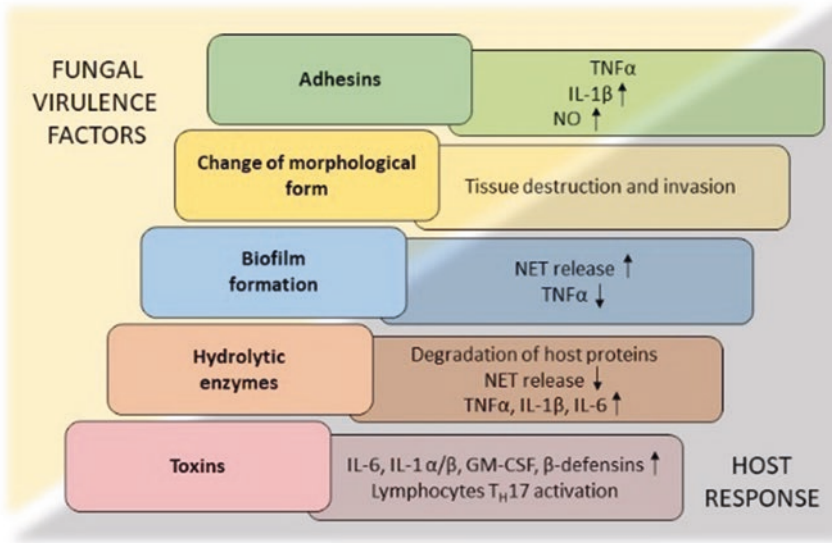 FUNGAL
VIRULENCE
FACTORS
Adhesins
TNFα
IL-1β ↑
NO ↑
Change of morphological
form
Tissue destruction and invasion
Biofilm
formation
NET release ↑
TNFα ↓
Hydrolytic
enzymes
Degradation of host proteins
NET release ↓
TNFα, IL-1β, IL-6 ↑
Toxins
IL-6, IL-1 α/β, GM-CSF, β-defensins ↑
Lymphocytes TH17 activation
HOST
RESPONSE